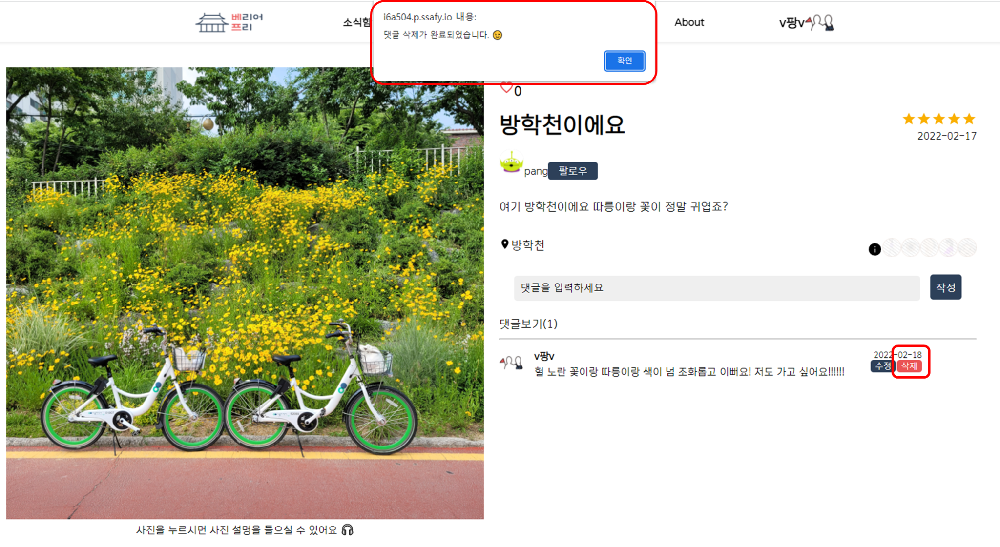 베리어
프리
소식함
i6a504.p.ssafy.io 내용:
댓글 삭제가 완료되었습니다. 😉
확인
About
v팡v
0
방학천이에요
2022-02-17
pang 팔로우
여기 방학천이에요 따릉이랑 꽃이 정말 귀엽죠?
방학천
댓글을 입력하세요
작성
댓글보기(1)
v팡v
2022-02-18
헐 노란 꽃이랑 따릉이랑 색이 넘 조화롭고 이뻐요! 저도 가고 싶어요!!!!!!
수정 삭제
사진을 누르시면 사진 설명을 들으실 수 있어요